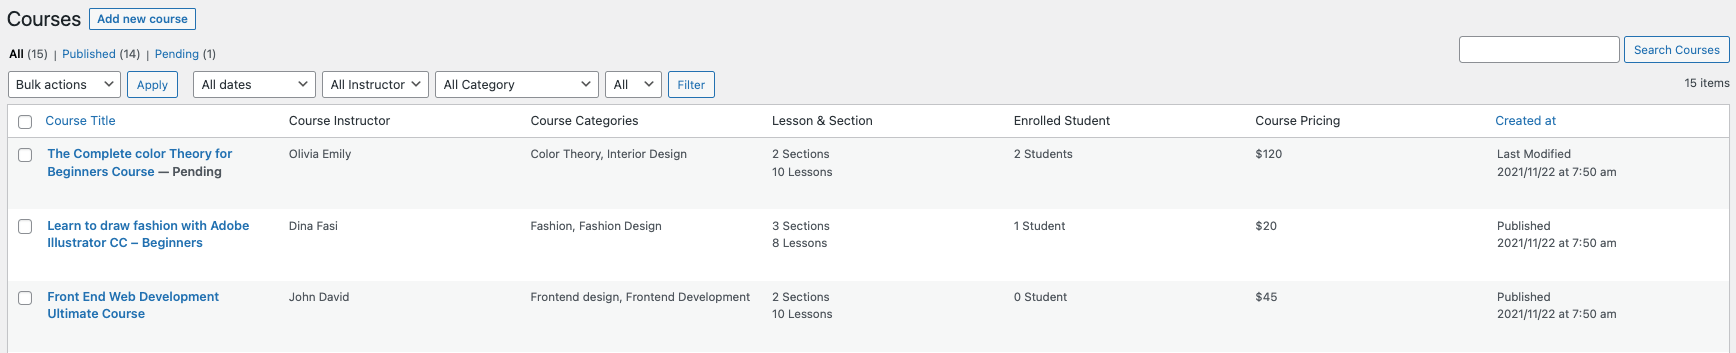 Courses Add new course
All (15) | Published (14) | Pending (1)
Search Courses
Bulk actions Apply All dates All Instructor All Category All Filter
15 items
Course Title Course Instructor Course Categories Lesson & Section Enrolled Student Course Pricing Created at
The Complete color Theory for Olivia Emily Color Theory, Interior Design 2 Sections 2 Students $120 Last Modified
Beginners Course — Pending 10 Lessons 2021/11/22 at 7:50 am
Learn to draw fashion with Adobe Dina Fasi Fashion, Fashion Design 3 Sections 1 Student $20 Published
Illustrator CC – Beginners 8 Lessons 2021/11/22 at 7:50 am
Front End Web Development John David Frontend design, Frontend Development 2 Sections 0 Student $45 Published
Ultimate Course 10 Lessons 2021/11/22 at 7:50 am